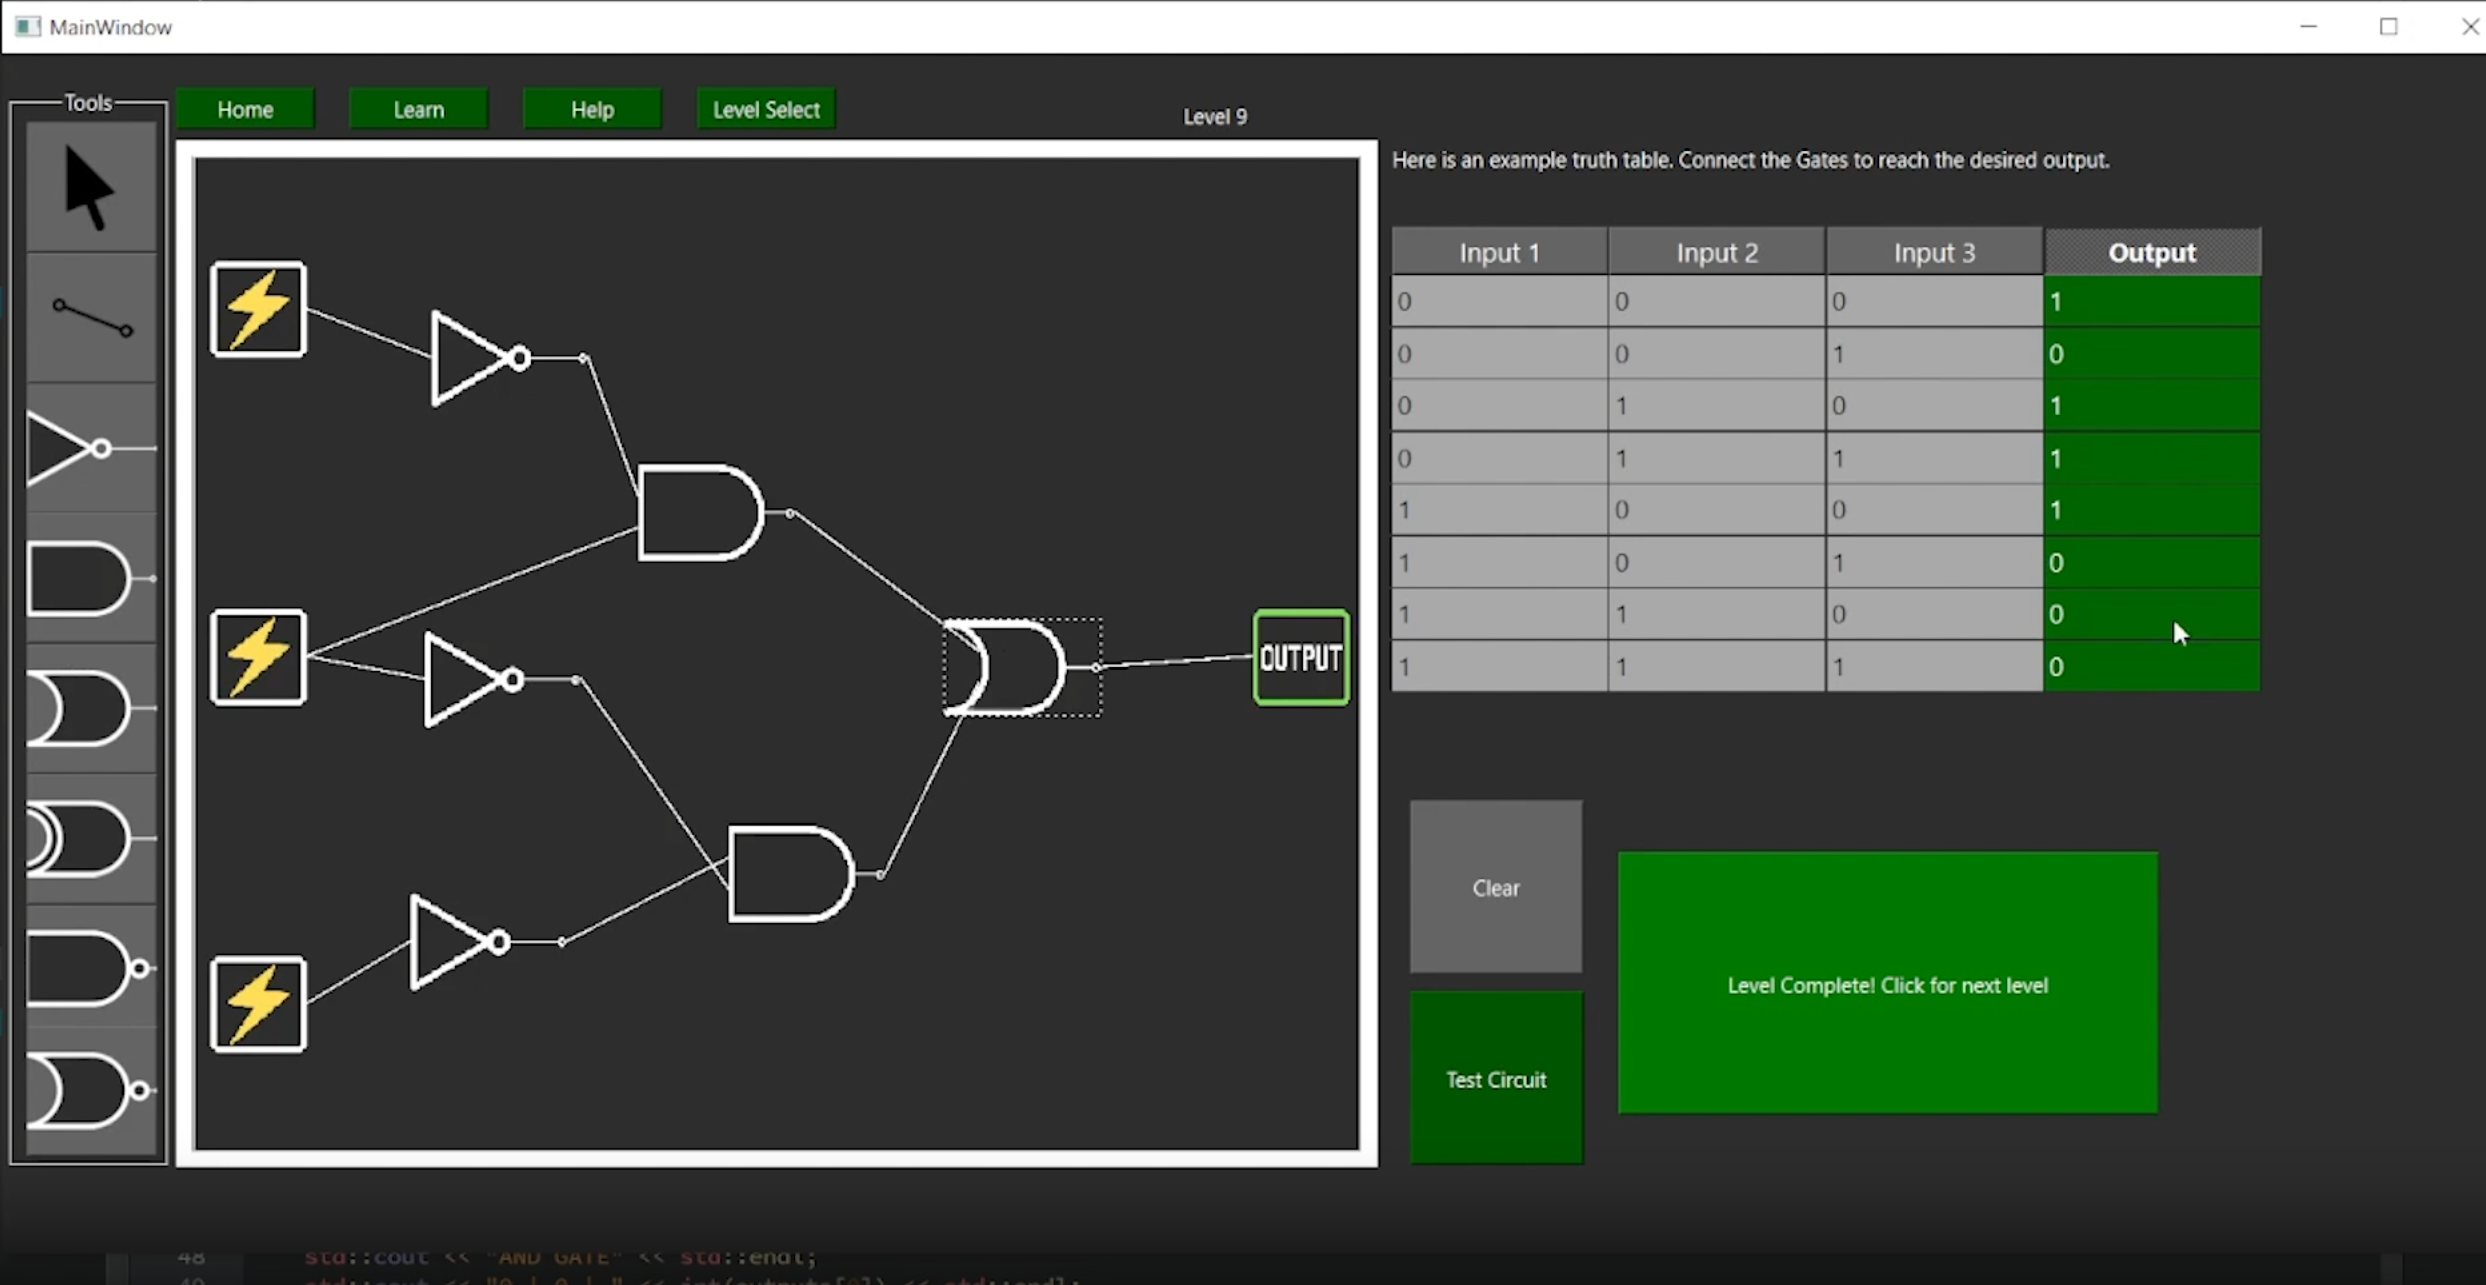 MainWindow
Tools
Home Learn Help Level Select
Level 9
Here is an example truth table. Connect the Gates to reach the desired output.
Input 1 Input 2 Input 3 Output
0 0 0 1
0 0 1 0
0 1 0 1
0 1 1 1
1 0 0 1
1 0 1 0
1 1 0 0
1 1 1 0
OUTPUT
Clear
Level Complete! Click for next level
Test Circuit
48 std::cout << "AND GATE" << std::endl;